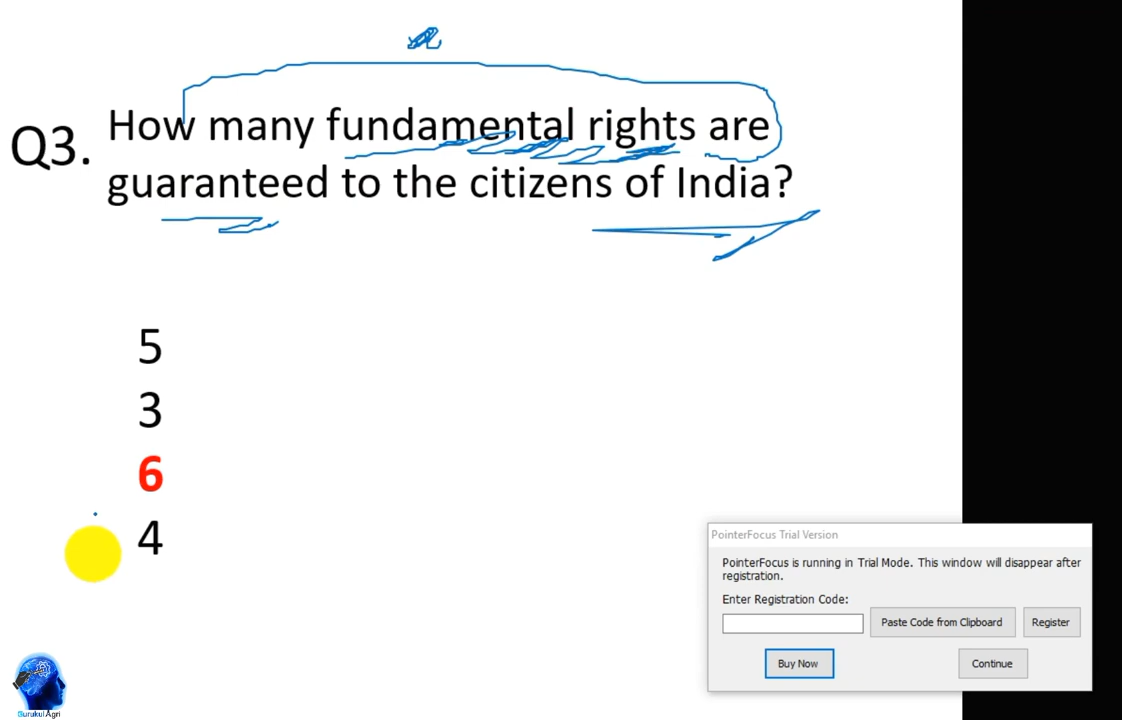 Q3. How many fundamental rights are
guaranteed to the citizens of India?
5
3
6
4
PointerFocus Trial Version
PointerFocus is running in Trial Mode. This window will disappear after
registration.
Enter Registration Code:
Paste Code from Clipboard
Register
Buy Now
Continue
Gurukul Agri